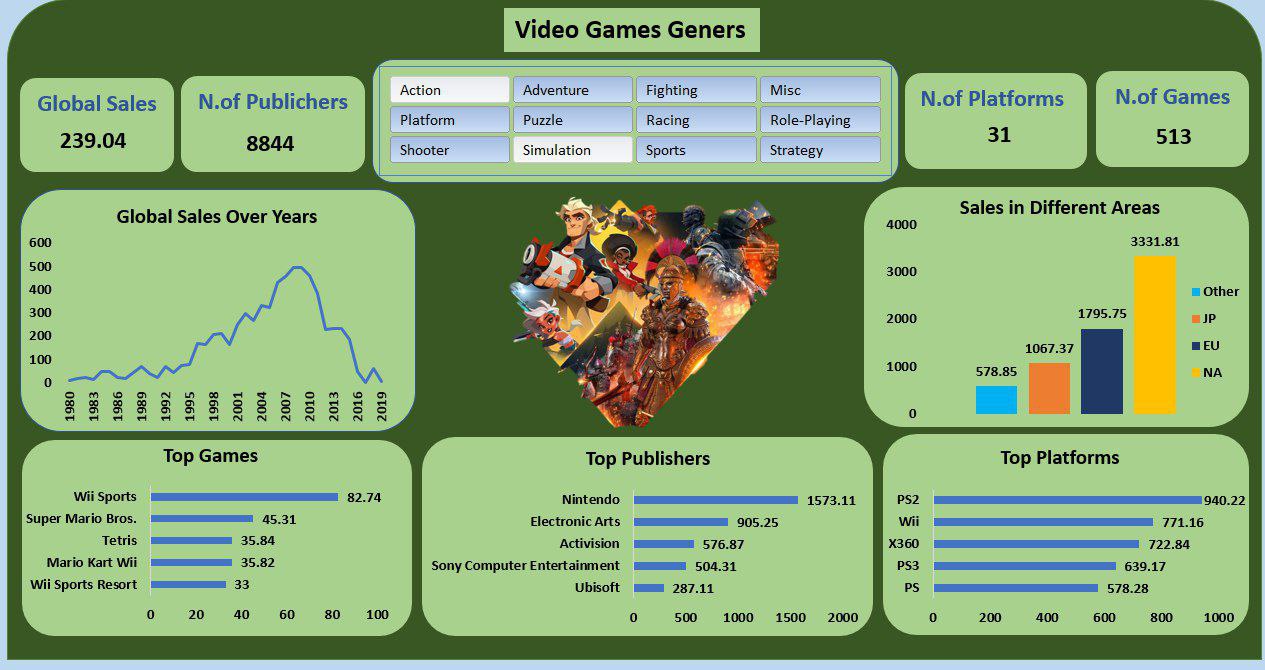 Video Games Geners
Global Sales
239.04
N.of Publichers
8844
Action Adventure Fighting Misc
Platform Puzzle Racing Role-Playing
Shooter Simulation Sports Strategy
N.of Platforms
31
N.of Games
513
Global Sales Over Years
600
500
400
300
200
100
0
1980 1983 1986 1989 1992 1995 1998 2001 2004 2007 2010 2013 2016 2019
Sales in Different Areas
4000
3000
2000
1000
0
578.85
1067.37
1795.75
3331.81
Other
JP
EU
NA
Top Games
Wii Sports 82.74
Super Mario Bros. 45.31
Tetris 35.84
Mario Kart Wii 35.82
Wii Sports Resort 33
0 20 40 60 80 100
Top Publishers
Nintendo 1573.11
Electronic Arts 905.25
Activision 576.87
Sony Computer Entertainment 504.31
Ubisoft 287.11
0 500 1000 1500 2000
Top Platforms
PS2 940.22
Wii 771.16
X360 722.84
PS3 639.17
PS 578.28
0 200 400 600 800 1000